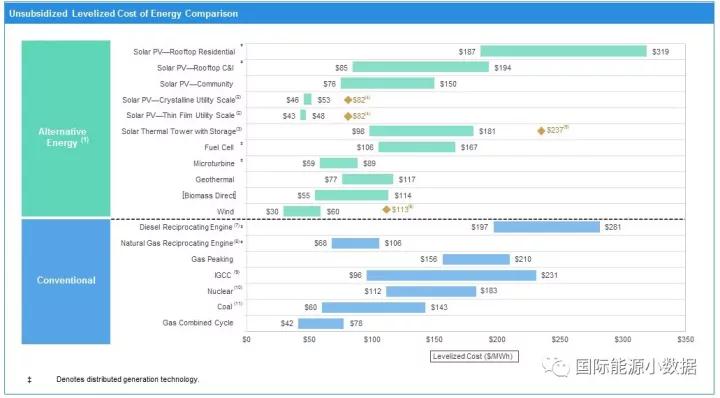 Unsubsidized Levelized Cost of Energy Comparison
Alternative
Energy (1)
Solar PV—Rooftop Residential ‡ $187 $319
Solar PV—Rooftop C&I ‡ $85 $194
Solar PV—Community $76 $150
Solar PV—Crystalline Utility Scale(2) $46 $53 $82(4)
Solar PV—Thin Film Utility Scale(2) $43 $48 $82(4)
Solar Thermal Tower with Storage(3) $98 $181 $237
Fuel Cell ‡ $106 $167
Microturbine ‡ $59 $89
Geothermal $77 $117
[Biomass Direct] $55 $114
Wind $30 $60 $113
Conventional
Diesel Reciprocating Engine (7) $197 $281
Natural Gas Reciprocating Engine $68 $106
Gas Peaking $156 $210
IGCC (9) $96 $231
Nuclear (10) $112 $183
Coal (11) $60 $143
Gas Combined Cycle $42 $78
$0 $50 $100 $150 $200 $250 $300 $350
Levelized Cost ($/MWh)
‡ Denotes distributed generation technology.
国际能源小数据